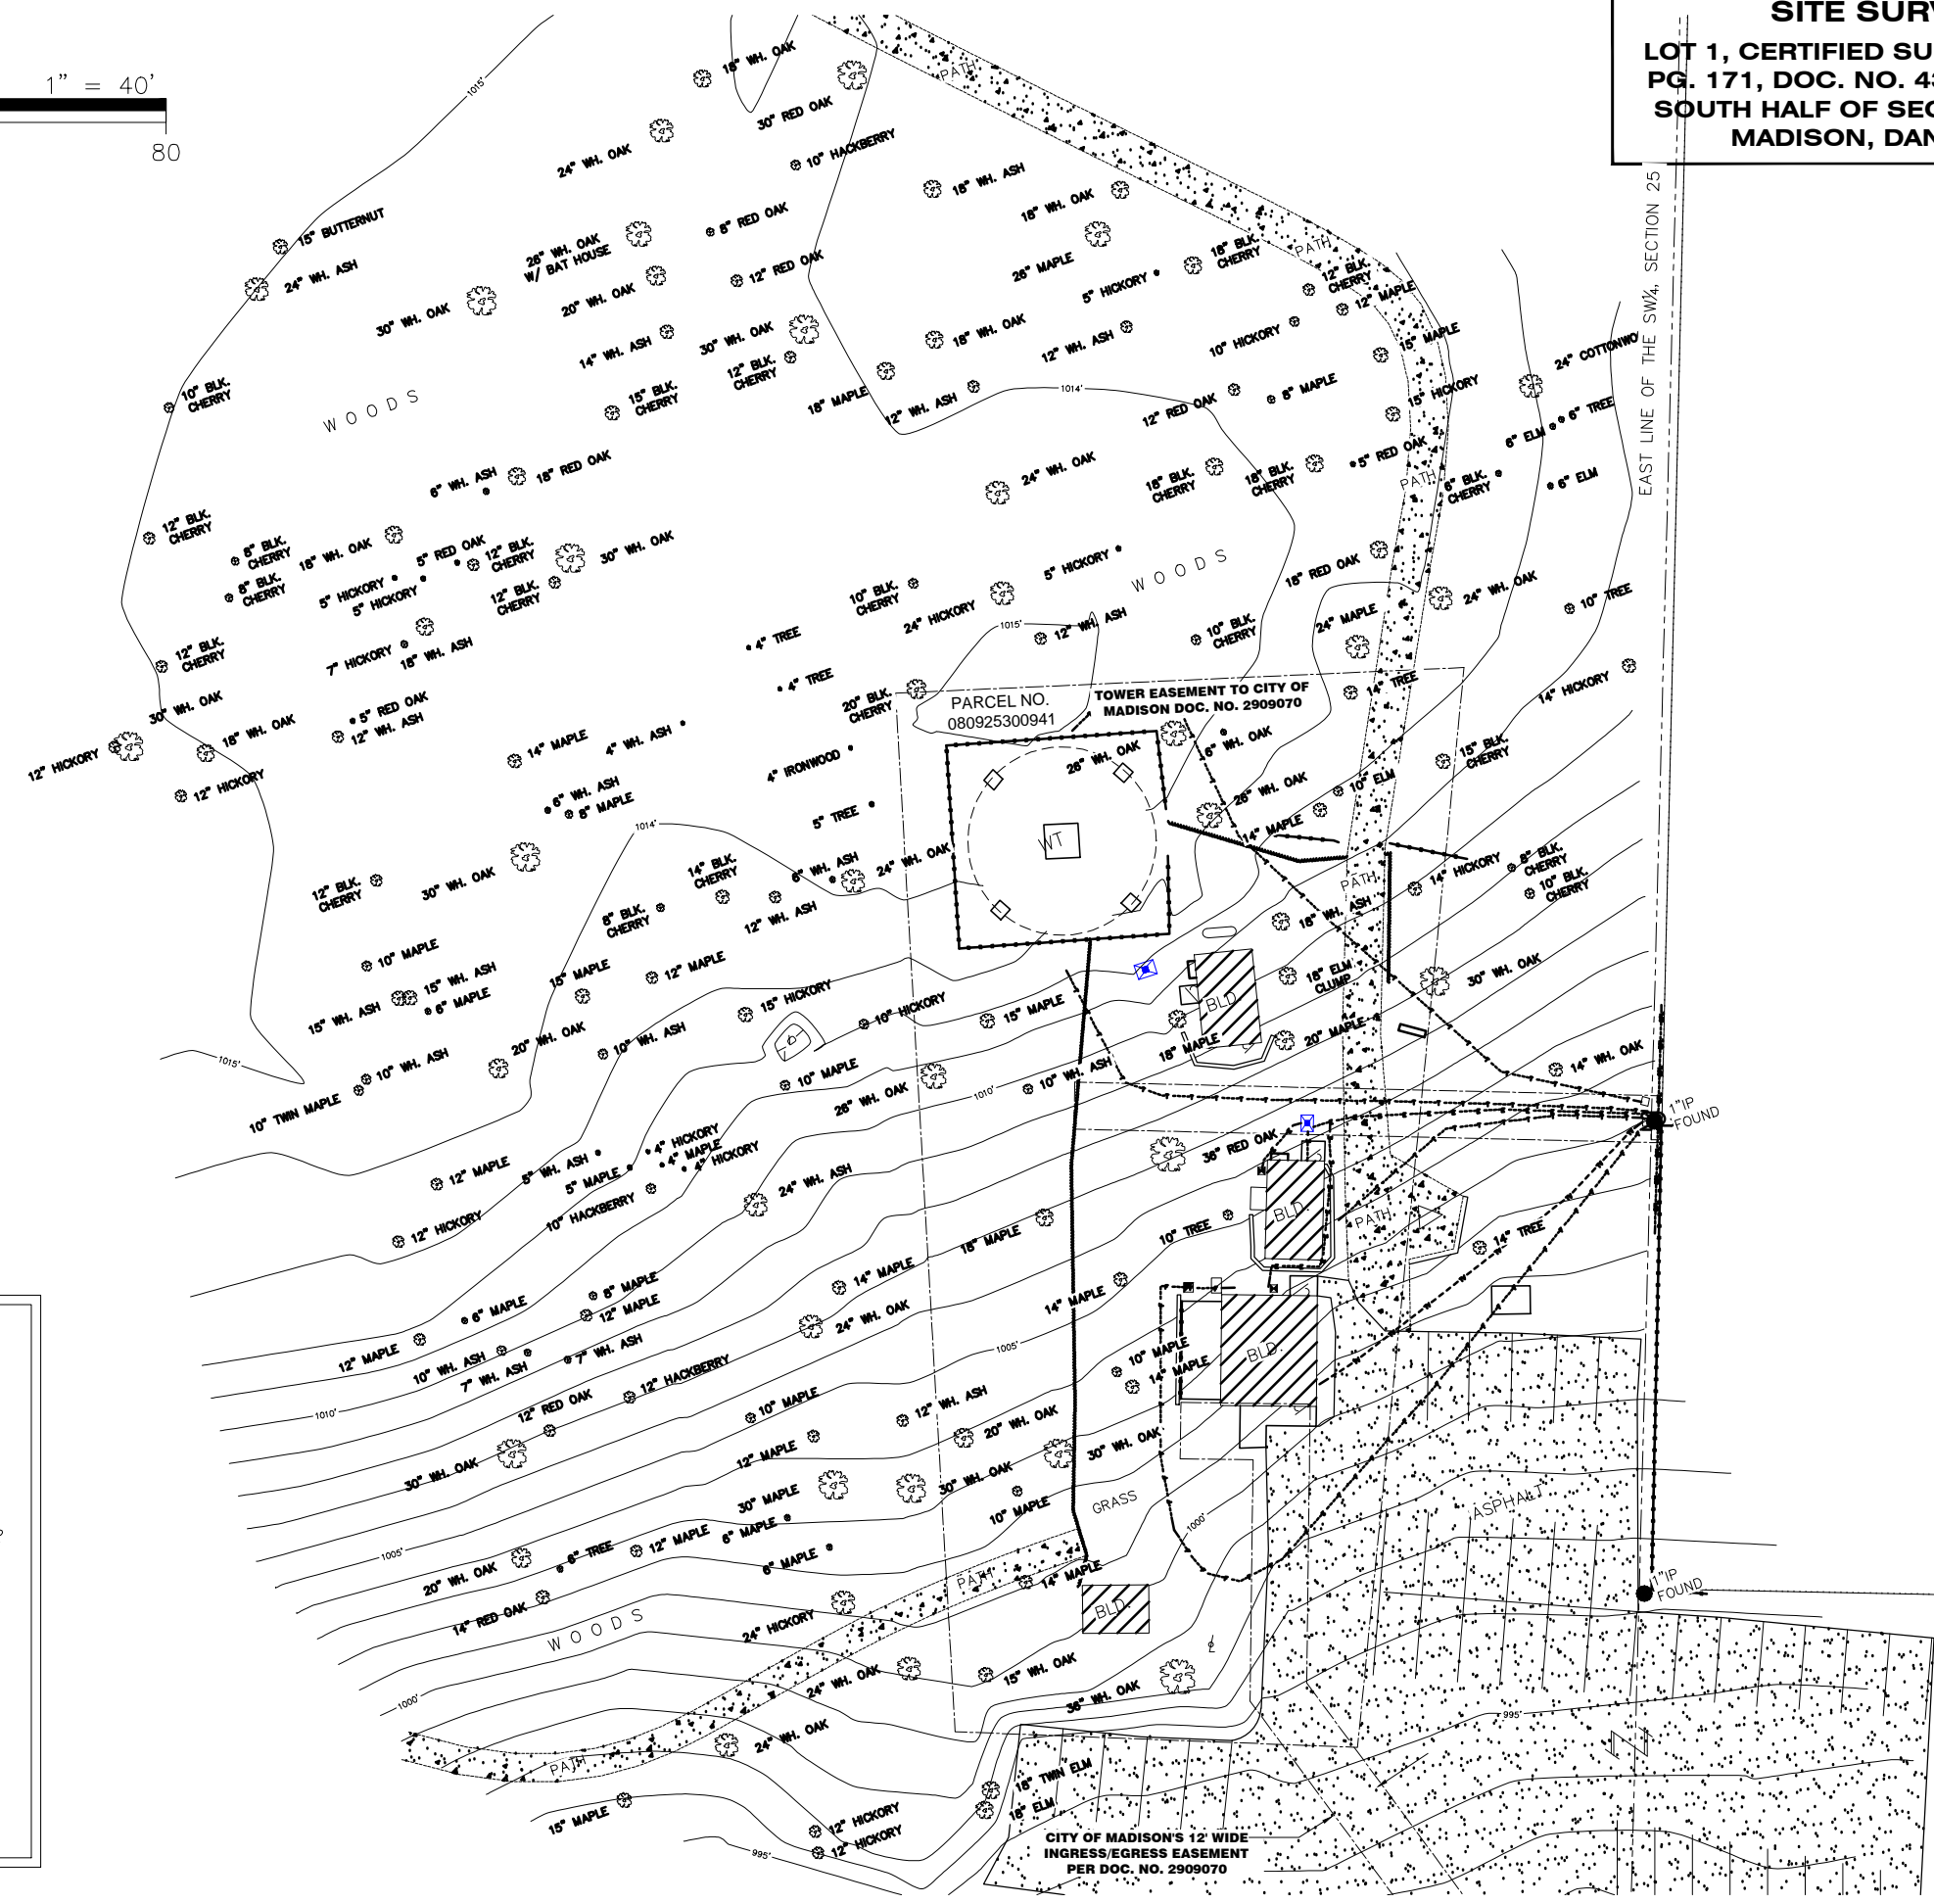 SITE SURV
LOT 1, CERTIFIED SU
PG. 171, DOC. NO. 43
SOUTH HALF OF SEC
MADISON, DAN
1" = 40'
80
EAST LINE OF THE SW¼, SECTION 25
1015'
18" WH. OAK
PATH
30" RED OAK
24" WH. OAK
10" HACKBERRY
18" WH. ASH
18" WH. OAK
8" RED OAK
15" BUTTERNUT
26" WH. OAK
W/ BAT HOUSE
24" WH. ASH
12" RED OAK
26" MAPLE
18" BLK.
CHERRY
PATH
5" HICKORY
12" BLK.
CHERRY
12" MAPLE
20" WH. OAK
30" WH. OAK
14" WH. ASH
30" WH. OAK
18" WH. OAK
12" WH. ASH
10" HICKORY
15" MAPLE
24" COTTONWO
12" BLK.
CHERRY
10" BLK.
CHERRY
15" BLK.
CHERRY
18" MAPLE
12" WH. ASH
1014'
8" MAPLE
12" RED OAK
15" HICKORY
WOODS
6" TREE
6" ELM
5" RED OAK
18" RED OAK
6" WH. ASH
24" WH. OAK
18" BLK.
CHERRY
18" BLK.
CHERRY
PATH
6" BLK.
CHERRY
6" ELM
12" BLK.
CHERRY
8" BLK.
CHERRY
18" WH. OAK
5" RED OAK
12" BLK.
CHERRY
30" WH. OAK
8" BLK.
CHERRY
5" HICKORY
5" HICKORY
12" BLK.
CHERRY
5" HICKORY
WOODS
18" RED OAK
10" BLK.
CHERRY
24" HICKORY
24" WH. OAK
10" TREE
24" MAPLE
12" BLK.
CHERRY
7" HICKORY
18" WH. ASH
4" TREE
1015'
12" WH. ASH
10" BLK.
CHERRY
4" TREE
20" BLK.
CHERRY
PARCEL NO.
080925300941
TOWER EASEMENT TO CITY OF
MADISON DOC. NO. 2909070
14" TREE
14" HICKORY
30" WH. OAK
18" WH. OAK
5" RED OAK
12" WH. ASH
12" HICKORY
12" HICKORY
14" MAPLE
4" WH. ASH
4" IRONWOOD
26" WH. OAK
6" WH. OAK
15" BLK.
CHERRY
6" WH. ASH
8" MAPLE
5" TREE
26" WH. OAK
10" ELM
1014'
WT
14" MAPLE
12" BLK.
CHERRY
30" WH. OAK
14" BLK.
CHERRY
6" WH. ASH
24" WH. OAK
PATH
14" HICKORY
8" BLK.
CHERRY
10" BLK.
CHERRY
8" BLK.
CHERRY
12" WH. ASH
18" WH. ASH
10" MAPLE
15" WH. ASH
15" WH. ASH
6" MAPLE
15" MAPLE
12" MAPLE
15" HICKORY
10" HICKORY
15" MAPLE
BLD
18" ELM
CLUMP
30" WH. OAK
20" WH. OAK
10" WH. ASH
18" MAPLE
20" MAPLE
1015'
10" WH. ASH
10" TWIN MAPLE
10" MAPLE
26" WH. OAK
1010'
10" WH. ASH
14" WH. OAK
1"IP
FOUND
4" HICKORY
4" MAPLE
4" HICKORY
12" MAPLE
5" WH. ASH
5" MAPLE
10" HACKBERRY
24" WH. ASH
36" RED OAK
12" HICKORY
18" MAPLE
10" TREE
BLD.
PATH
14" TREE
14" MAPLE
8" MAPLE
12" MAPLE
6" MAPLE
14" MAPLE
24" WH. OAK
12" MAPLE
10" WH. ASH
7" WH. ASH
7" WH. ASH
1005'
10" MAPLE
14" MAPLE
BLD.
12" HACKBERRY
12" RED OAK
1010'
10" MAPLE
12" WH. ASH
20" WH. OAK
30" WH. OAK
30" WH. OAK
12" MAPLE
30" MAPLE
30" WH. OAK
10" MAPLE
GRASS
ASPHALT
1000'
1005'
20" WH. OAK
6" TREE
12" MAPLE
6" MAPLE
6" MAPLE
PATH
14" MAPLE
1"IP
FOUND
14" RED OAK
WOODS
24" HICKORY
BLD
24" WH. OAK
15" WH. OAK
36" WH. OAK
1000'
995'
24" WH. OAK
PATH
18" TWIN ELM
18" ELM
15" MAPLE
12" HICKORY
12" HICKORY
995'
CITY OF MADISON'S 12' WIDE
INGRESS/EGRESS EASEMENT
PER DOC. NO. 2909070